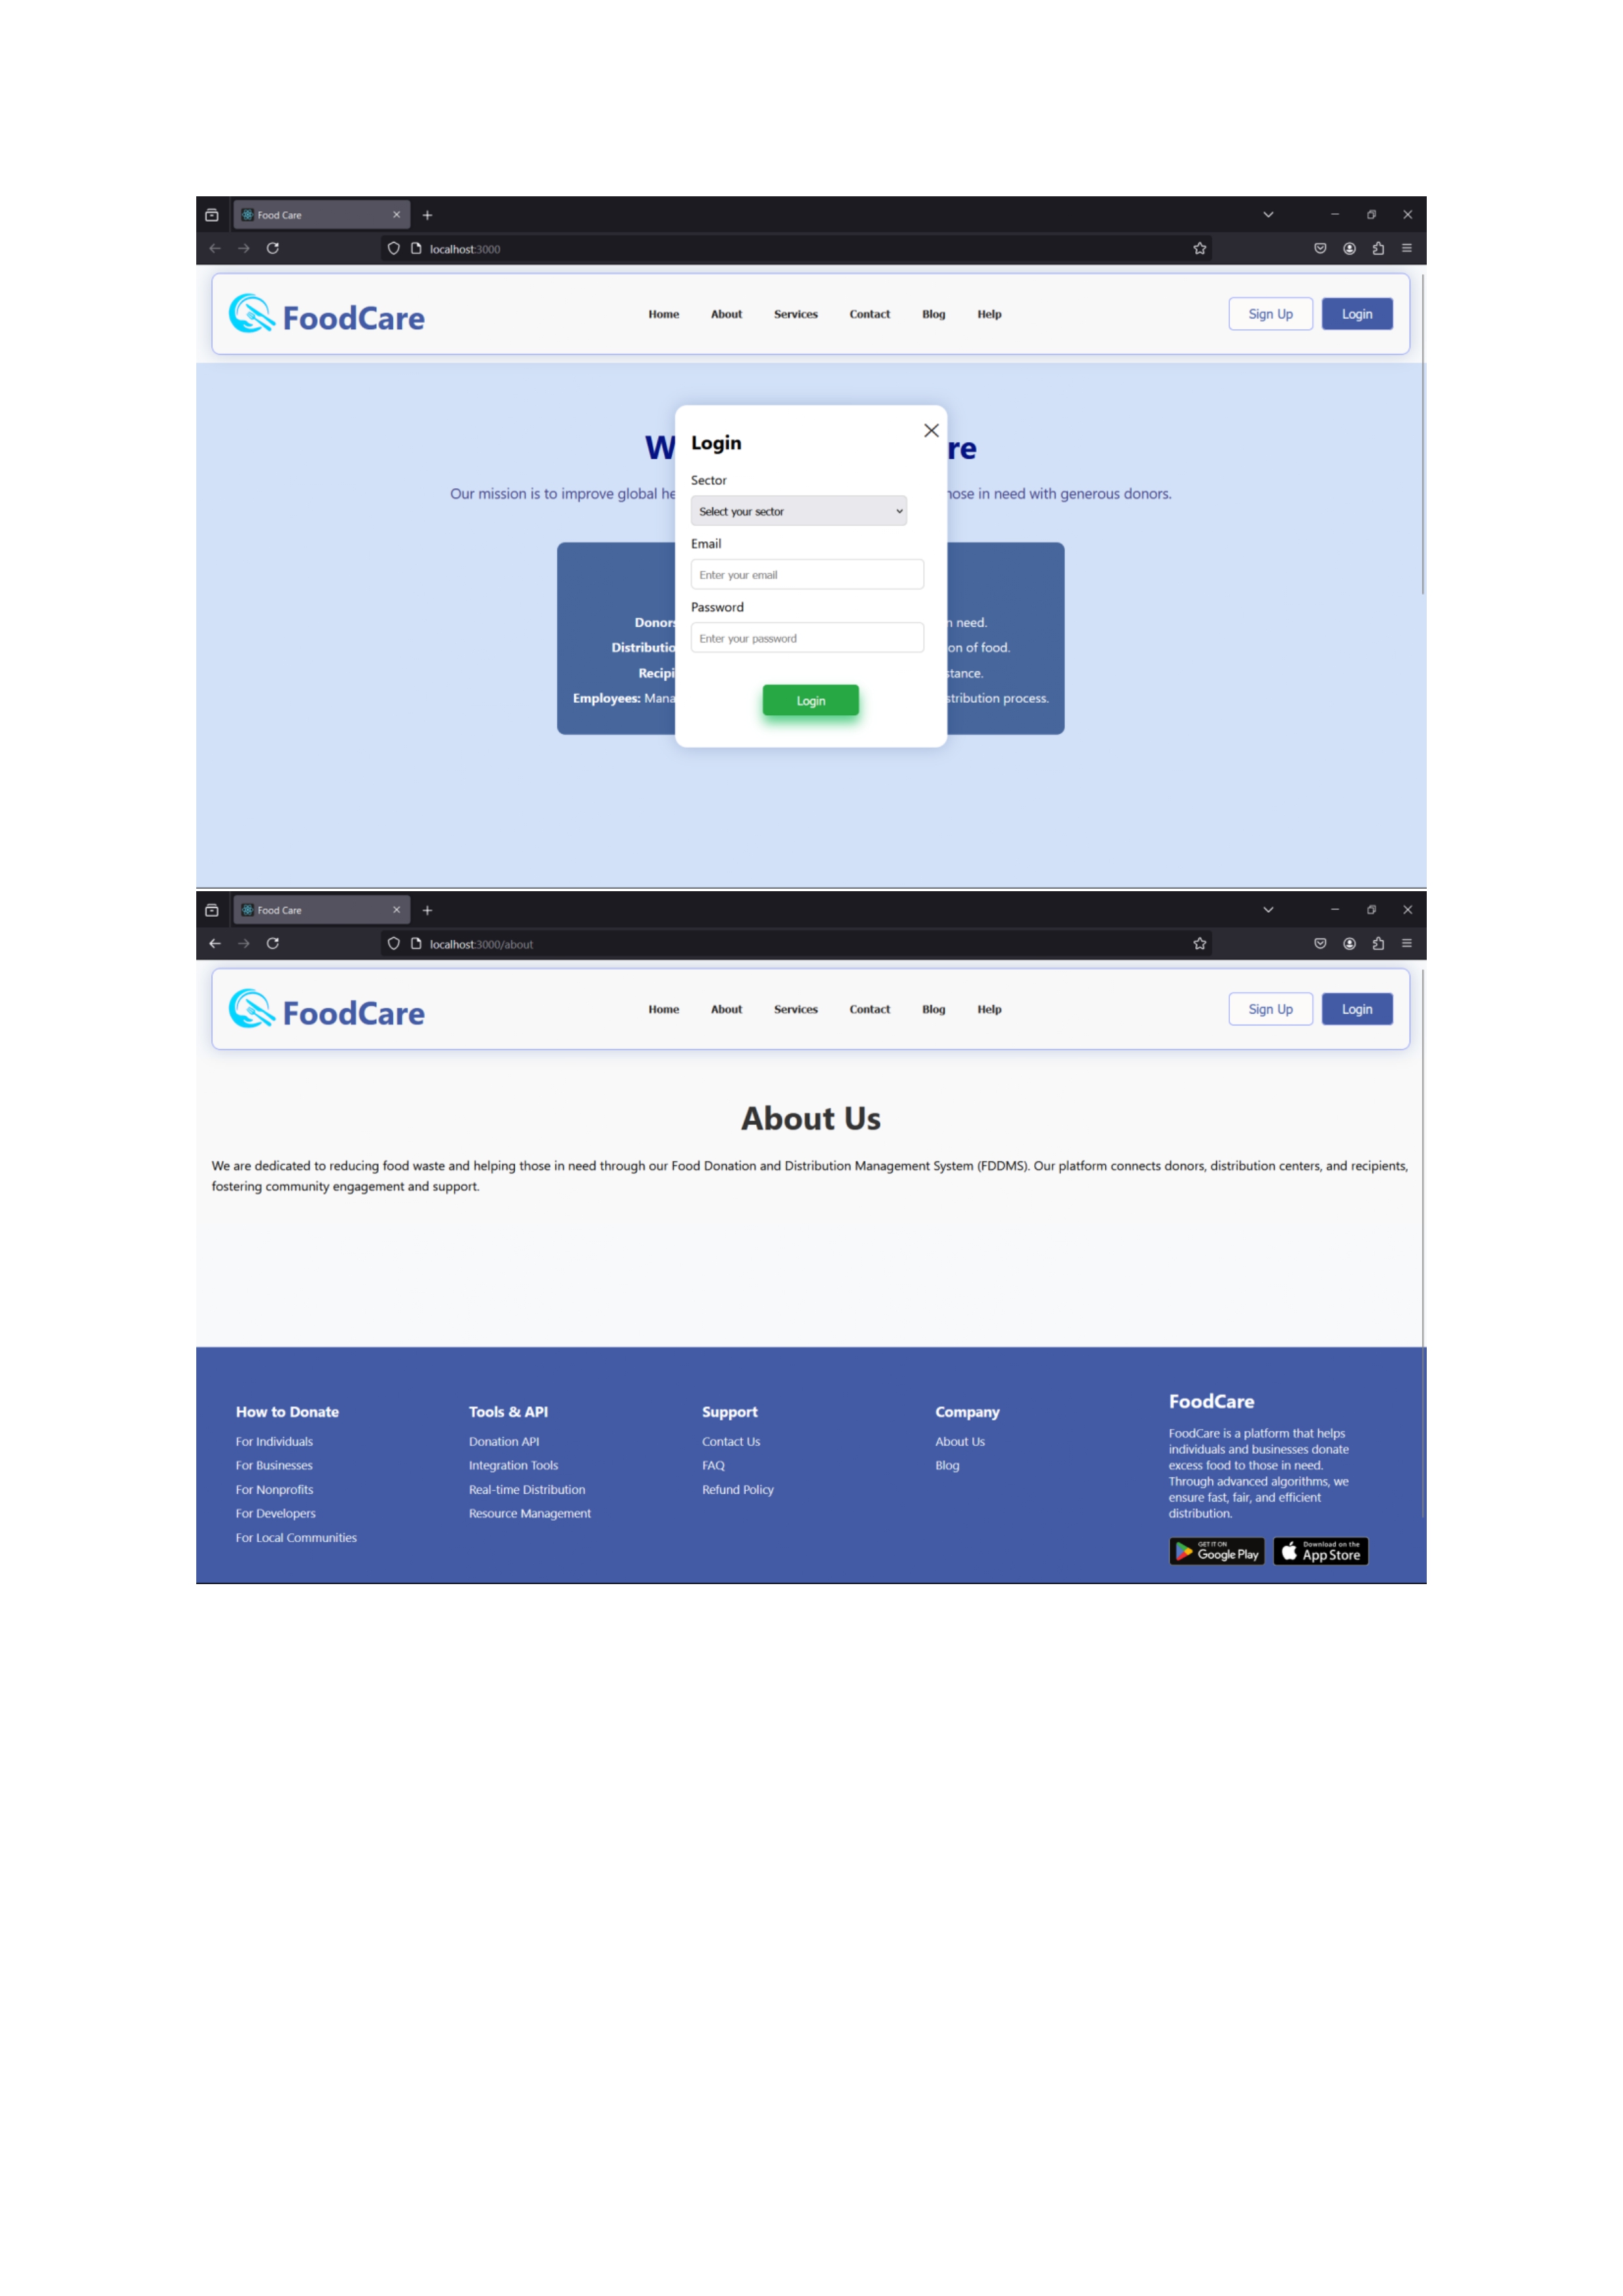 Food Care
localhost:3000
FoodCare
Home About Services Contact Blog Help
Sign Up Login
W re
Login
Our mission is to improve global he hose in need with generous donors.
Sector
Select your sector
Email
Enter your email
Password
Enter your password
Donors n need.
Distributio on of food.
Recipi stance.
Employees: Mana stribution process.
Login
Food Care
localhost:3000/about
FoodCare
Home About Services Contact Blog Help
Sign Up Login
About Us
We are dedicated to reducing food waste and helping those in need through our Food Donation and Distribution Management System (FDDMS). Our platform connects donors, distribution centers, and recipients,
fostering community engagement and support.
How to Donate
For Individuals
For Businesses
For Nonprofits
For Developers
For Local Communities
Tools & API
Donation API
Integration Tools
Real-time Distribution
Resource Management
Support
Contact Us
FAQ
Refund Policy
Company
About Us
Blog
FoodCare
FoodCare is a platform that helps
individuals and businesses donate
excess food to those in need.
Through advanced algorithms, we
ensure fast, fair, and efficient
distribution.
GET IT ON
Google Play
Download on the
App Store